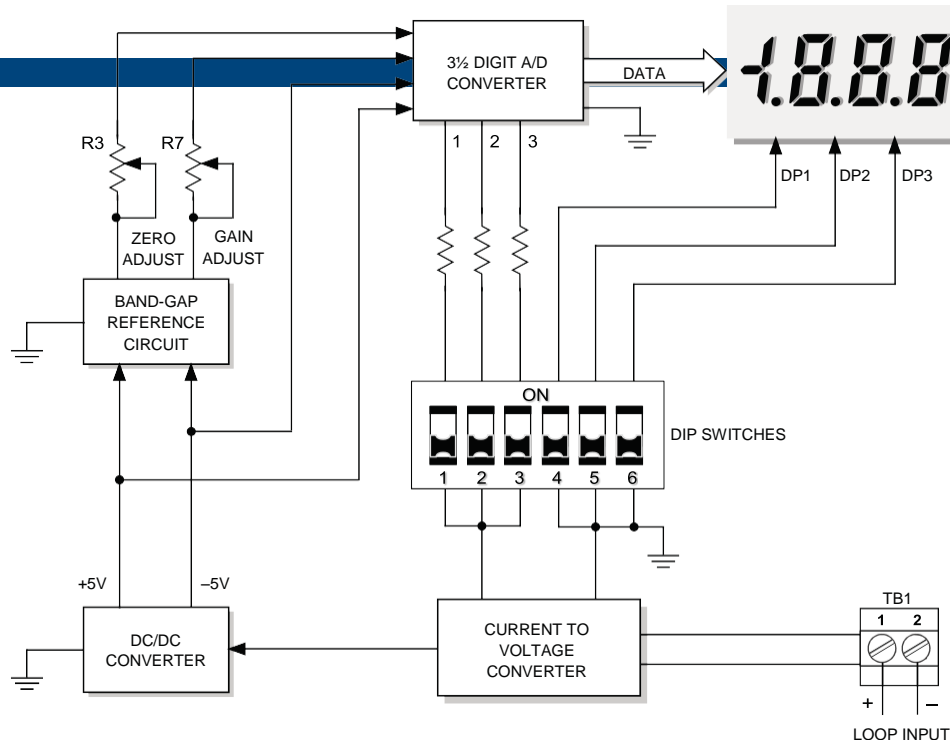 3½ DIGIT A/D
CONVERTER
DATA
-1.8.8.8
1 2 3
R3 R7
DP1 DP2 DP3
ZERO
ADJUST
GAIN
ADJUST
BAND-GAP
REFERENCE
CIRCUIT
ON
DIP SWITCHES
1 2 3 4 5 6
+5V –5V
DC/DC
CONVERTER
CURRENT TO
VOLTAGE
CONVERTER
TB1
1 2
+ –
LOOP INPUT